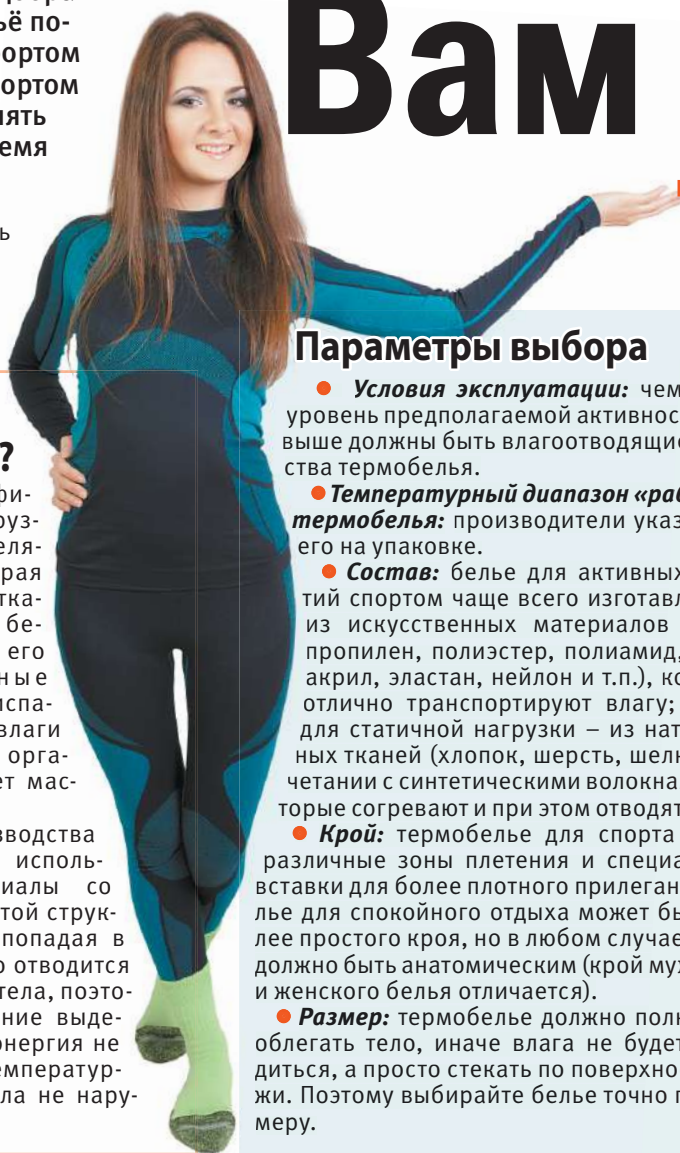 ьё по-
ортом
ортом
нять
емя
ь
?
фи-
руз-
еля-
рая
тка-
бе-
его
ные
испа-
влаги
орга-
ет мас-
зводства
исполь-
иалы со
той струк-
попадая в
о отводится
тела, поэто-
ние выде-
энергия не
емператур-
ла не нару-
Вам
Параметры выбора
● Условия эксплуатации: чем
уровень предполагаемой активнос
выше должны быть влагоотводящие
ства термобелья.
● Температурный диапазон «раб
термобелья: производители указ
его на упаковке.
● Состав: белье для активных
тий спортом чаще всего изготавл
из искусственных материалов
пропилен, полиэстер, полиамид,
акрил, эластан, нейлон и т.п.), ко
отлично транспортируют влагу;
для статичной нагрузки – из нат
ных тканей (хлопок, шерсть, шелк
четании с синтетическими волокна
торые согревают и при этом отводят
● Крой: термобелье для спорта
различные зоны плетения и специа
вставки для более плотного прилеган
лье для спокойного отдыха может бы
лее простого кроя, но в любом случае
должно быть анатомическим (крой муж
и женского белья отличается).
● Размер: термобелье должно полн
облегать тело, иначе влага не будет
диться, а просто стекать по поверхно
жи. Поэтому выбирайте белье точно п
меру.